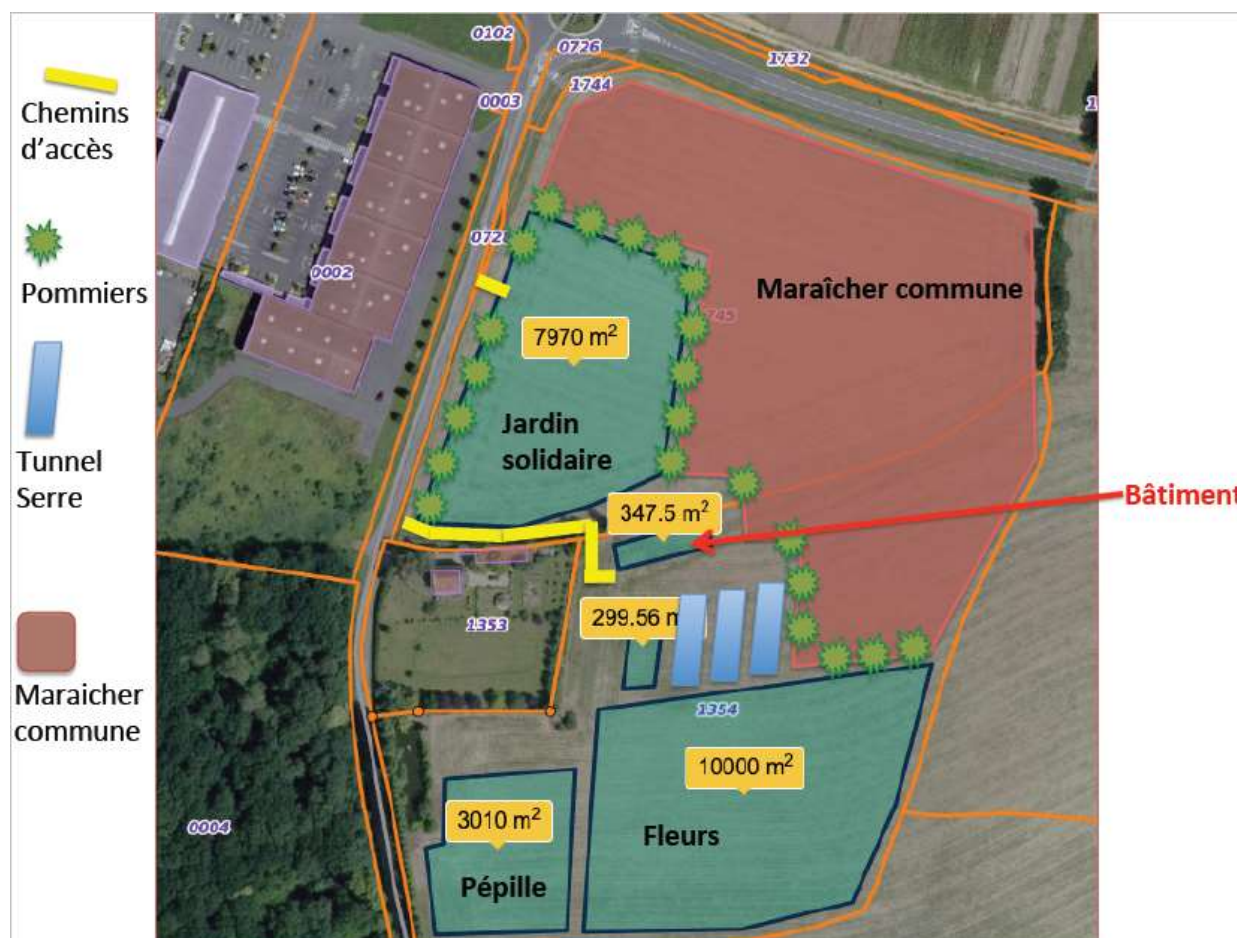 Chemins
d'accès
Pommiers
Tunnel
Serre
Maraicher
commune
0102
0726
1732
1744
0003
0002
072
Maraîcher commune
745
7970 m²
Jardin
solidaire
347.5 m²
Bâtiment
299.56 m
1353
1354
10000 m²
3010 m²
0004
Fleurs
Pépille